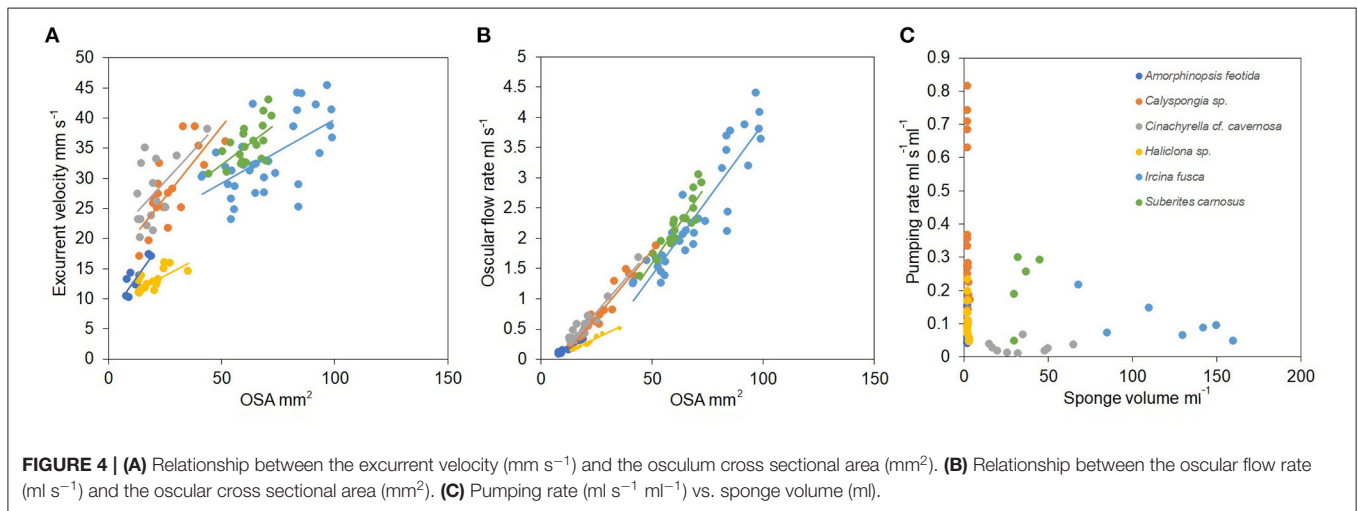 A
Excurrent velocity mm s⁻¹
50
45
40
35
30
25
20
15
10
5
0
0 50 100 150
OSA mm²
B
Oscular flow rate ml s⁻¹
5
4.5
4
3.5
3
2.5
2
1.5
1
0.5
0
0 50 100 150
OSA mm²
C
Pumping rate ml s⁻¹ml⁻¹
0.9
0.8
0.7
0.6
0.5
0.4
0.3
0.2
0.1
0
0 50 100 150 200
Sponge volume ml⁻¹
Amorphinopsis feotida
Calyspongia sp.
Cinachyrella cf. cavernosa
Haliclona sp.
Ircina fusca
Suberites carnosus
FIGURE 4 | (A) Relationship between the excurrent velocity (mm s⁻¹) and the osculum cross sectional area (mm²). (B) Relationship between the oscular flow rate
(ml s⁻¹) and the oscular cross sectional area (mm²). (C) Pumping rate (ml s⁻¹ ml⁻¹) vs. sponge volume (ml).